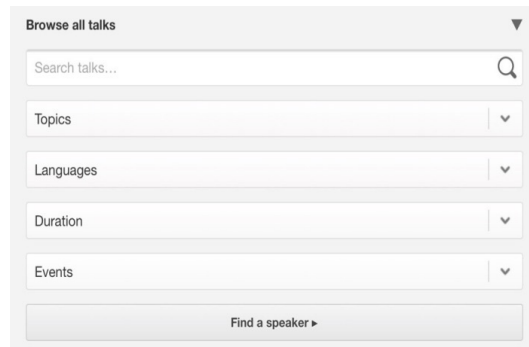 Browse all talks
Search talks...
Topics
Languages
Duration
Events
Find a speaker ▸